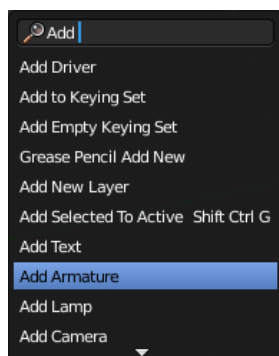 Add
Add Driver
Add to Keying Set
Add Empty Keying Set
Grease Pencil Add New
Add New Layer
Add Selected To Active Shift Ctrl G
Add Text
Add Armature
Add Lamp
Add Camera